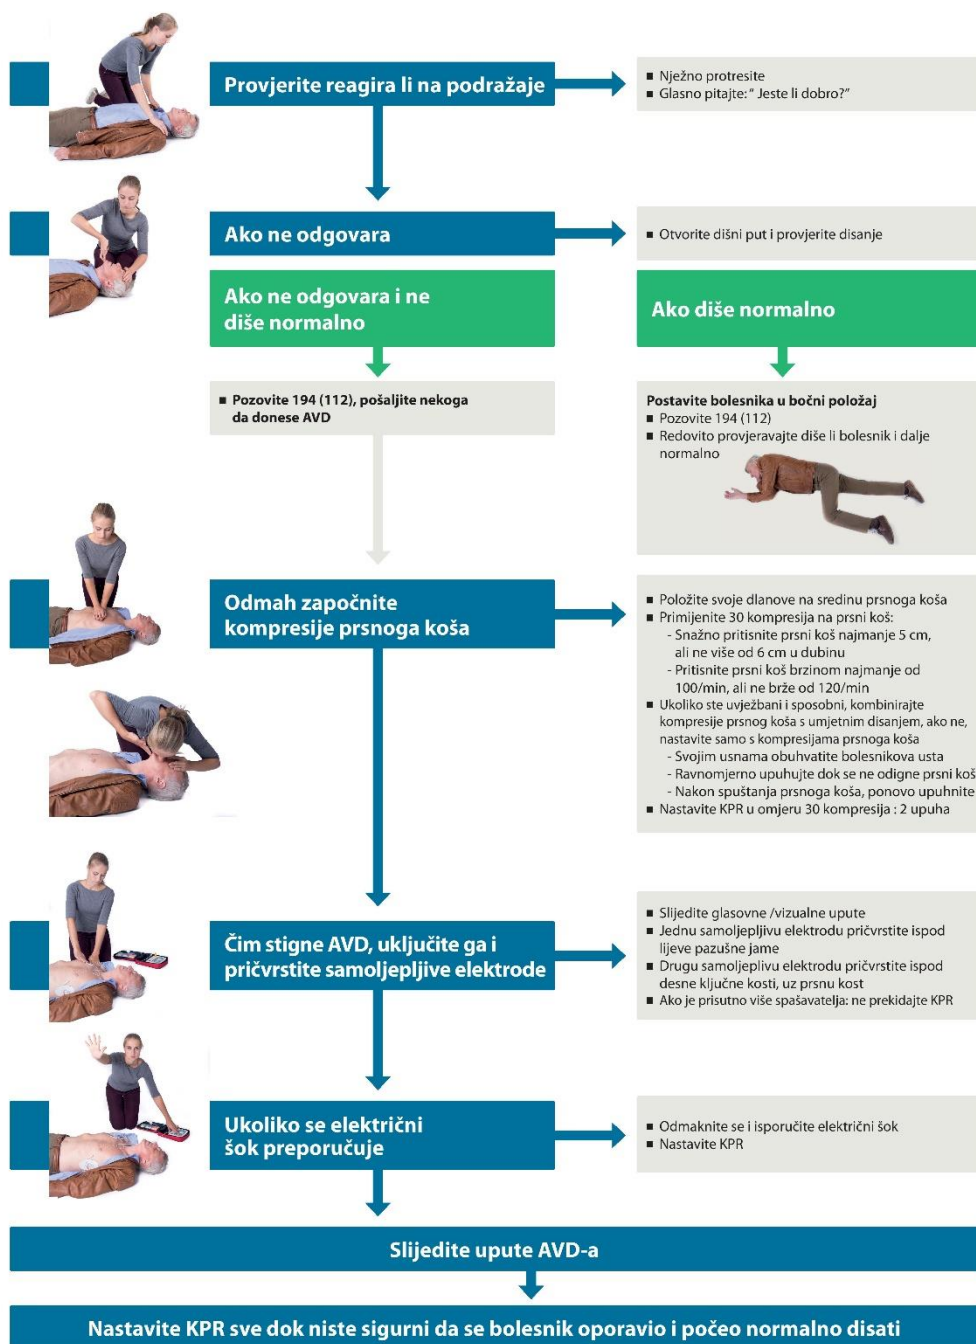 Provjerite reagira li na podražaje
■ Nježno protresite
■ Glasno pitajte: “ Jeste li dobro?”
Ako ne odgovara
■ Otvorite dišni put i provjerite disanje
Ako ne odgovara i ne
diše normalno
Ako diše normalno
■ Pozovite 194 (112), pošaljite nekoga
da donese AVD
Postavite bolesnika u bočni položaj
■ Pozovite 194 (112)
■ Redovito provjeravajte diše li bolesnik i dalje
normalno
Odmah započnite
kompresije prsnoga koša
■ Položite svoje dlanove na sredinu prsnoga koša
■ Primijenite 30 kompresija na prsni koš:
- Snažno pritisnite prsni koš najmanje 5 cm,
ali ne više od 6 cm u dubinu
- Pritisnite prsni koš brzinom najmanje od
100/min, ali ne brže od 120/min
■ Ukoliko ste uvježbani i sposobni, kombinirajte
kompresije prsnog koša s umjetnim disanjem, ako ne,
nastavite samo s kompresijama prsnoga koša
- Svojim usnama obuhvatite bolesnikova usta
- Ravnomjerno upuhujte dok se ne odigne prsni koš
- Nakon spuštanja prsnoga koša, ponovo upuhnite
■ Nastavite KPR u omjeru 30 kompresija : 2 upuha
Čim stigne AVD, uključite ga i
pričvrstite samoljepljive elektrode
■ Slijedite glasovne /vizualne upute
■ Jednu samoljepljivu elektrodu pričvrstite ispod
lijeve pazušne jame
■ Drugu samoljeplivu elektrodu pričvrstite ispod
desne ključne kosti, uz prsnu kost
■ Ako je prisutno više spašavatelja: ne prekidajte KPR
Ukoliko se električni
šok preporučuje
■ Odmaknite se i isporučite električni šok
■ Nastavite KPR
Slijedite upute AVD-a
Nastavite KPR sve dok niste sigurni da se bolesnik oporavio i počeo normalno disati